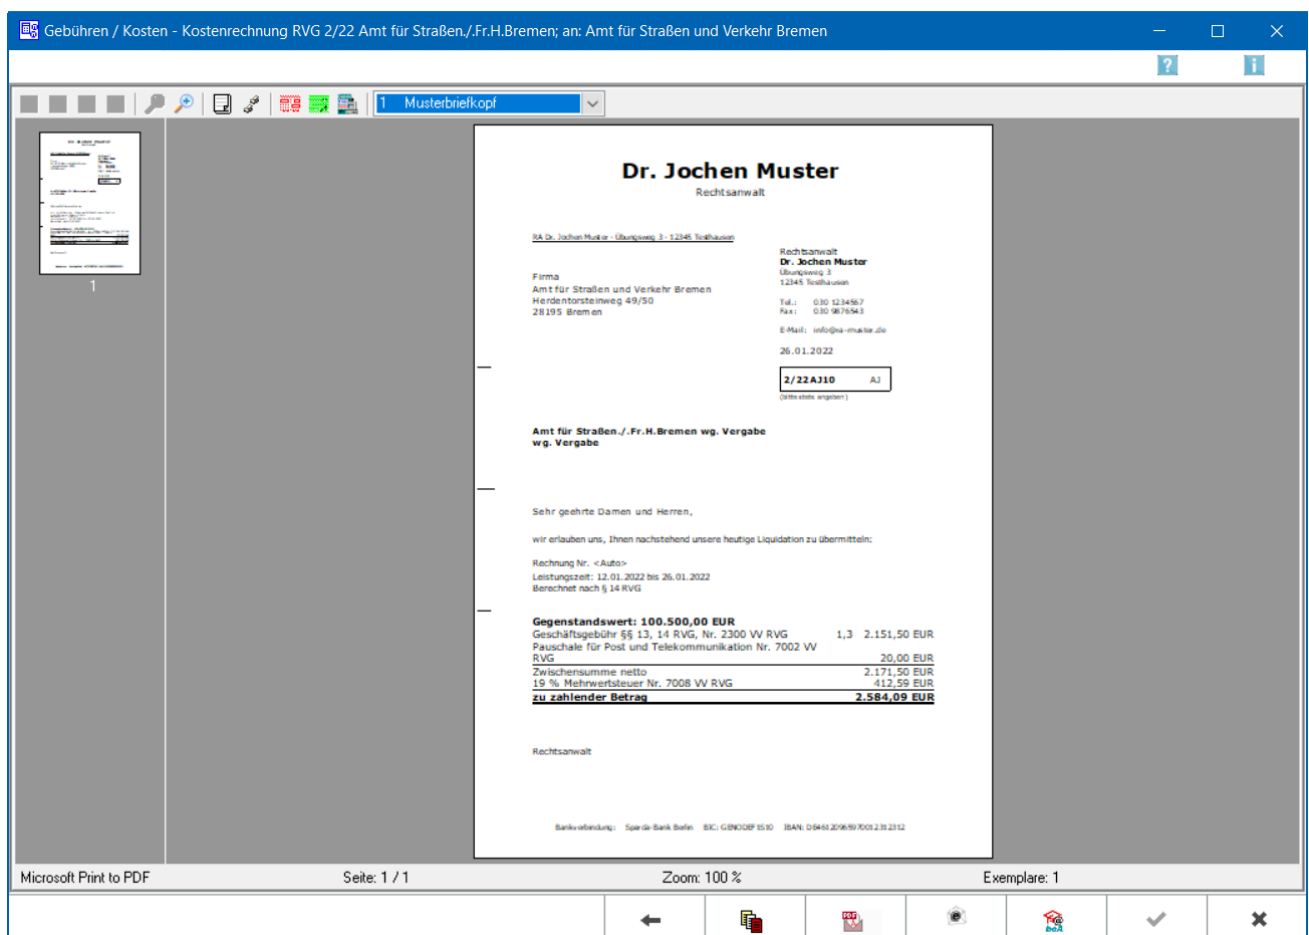 Gebühren / Kosten - Kostenrechnung RVG 2/22 Amt für Straßen./.Fr.H.Bremen; an: Amt für Straßen und Verkehr Bremen
1 Musterbriefkopf
1
Dr. Jochen Muster
Rechtsanwalt
RA Dr. Jochen Muster - Übungsweg 3 - 12345 Testhausen
Rechtsanwalt
Dr. Jochen Muster
Übungsweg 3
12345 Testhausen
Firma
Amt für Straßen und Verkehr Bremen
Herdentorsteinweg 49/50
28195 Bremen
Tel.: 030 1234567
Fax: 030 9876543
E-Mail: info@ra-muster.de
26.01.2022
2/22AJ10 AJ
(bitte stets angeben)
Amt für Straßen./.Fr.H.Bremen wg. Vergabe
wg. Vergabe
Sehr geehrte Damen und Herren,
wir erlauben uns, Ihnen nachstehend unsere heutige Liquidation zu übermitteln:
Rechnung Nr. <Auto>
Leistungszeit: 12.01.2022 bis 26.01.2022
Berechnet nach § 14 RVG
Gegenstandswert: 100.500,00 EUR
Geschäftsgebühr §§ 13, 14 RVG, Nr. 2300 VV RVG 1,3 2.151,50 EUR
Pauschale für Post und Telekommunikation Nr. 7002 VV
RVG 20,00 EUR
Zwischensumme netto 2.171,50 EUR
19 % Mehrwertsteuer Nr. 7008 VV RVG 412,59 EUR
zu zahlender Betrag 2.584,09 EUR
Rechtsanwalt
Bankverbindung: Sparda-Bank Berlin BIC: GENODEF1S10 IBAN:
Microsoft Print to PDF Seite: 1 / 1 Zoom: 100 % Exemplare: 1
PDF
beA